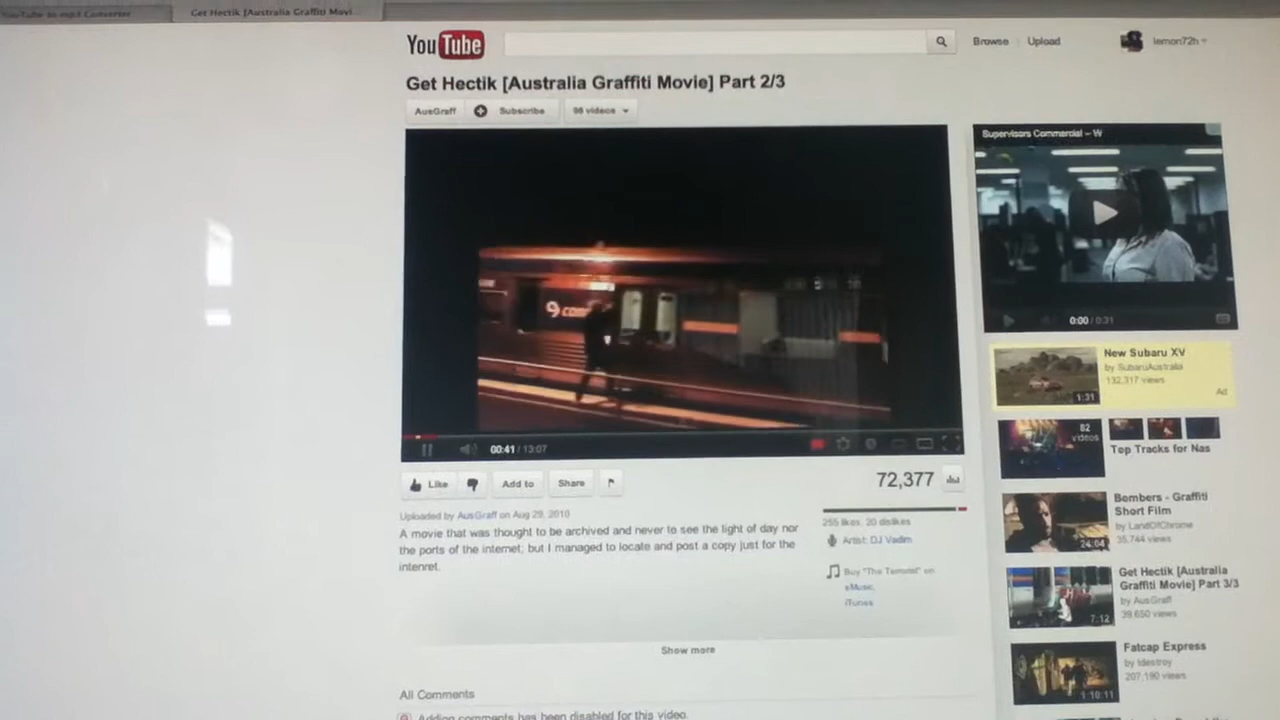 YouTube to mp3 Converter
Get Hectik [Australia Graffiti Movi...
YouTube
Browse
Upload
lemon72h
Get Hectik [Australia Graffiti Movie] Part 2/3
AusGraff
Subscribe
96 videos
Supervisors Commercial – W
0:00 / 0:31
9 com
00:41 / 13:07
New Subaru XV
by SubaruAustralia
132,317 views
Ad
1:31
82 videos
Top Tracks for Nas
Like
Add to
Share
72,377
Uploaded by AusGraff on Aug 29, 2010
A movie that was thought to be archived and never to see the light of day nor
the ports of the internet; but I managed to locate and post a copy just for the
intenret.
255 likes, 20 dislikes
Artist: DJ Vadim
Buy "The Terrorist" on:
eMusic,
iTunes
Bombers - Graffiti
Short Film
by LandOfChrome
35,744 views
24:04
Get Hectik [Australia
Graffiti Movie] Part 3/3
by AusGraff
39,650 views
7:12
Show more
Fatcap Express
by Idestroy
207,190 views
1:10:11
All Comments
Adding comments has been disabled for this video.